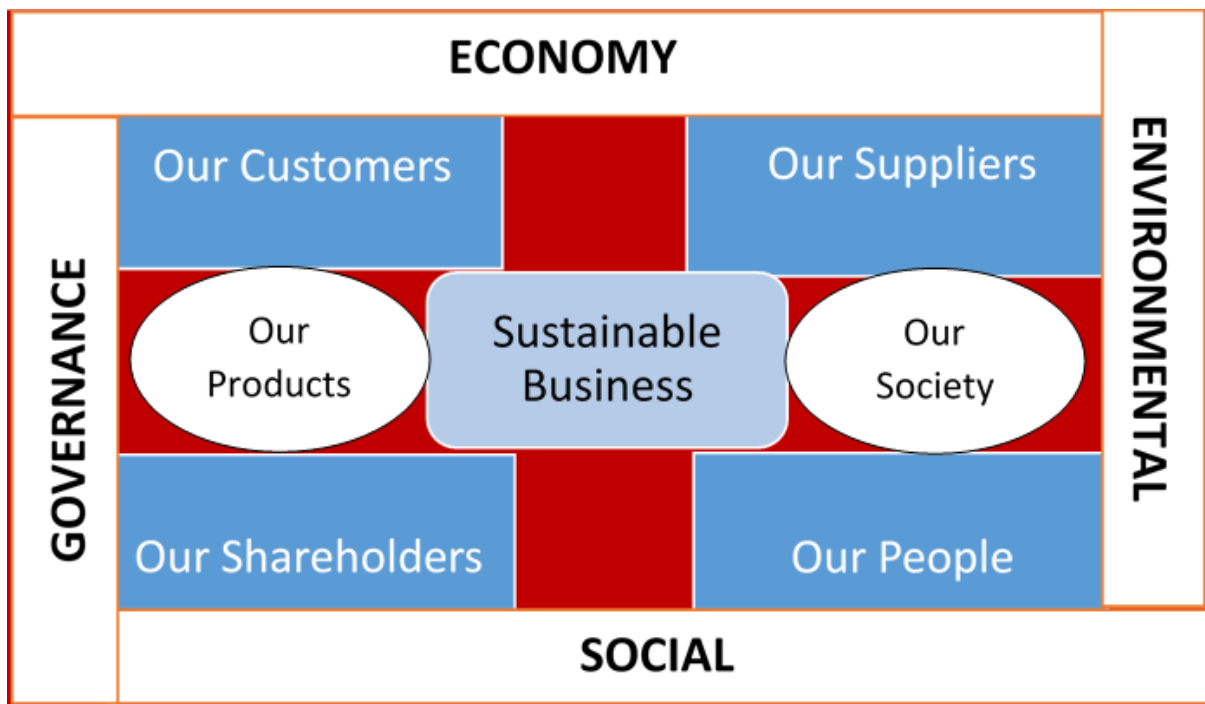 ECONOMY
ENVIRONMENTAL
GOVERNANCE
Our Customers
Our Suppliers
Our
Products
Sustainable
Business
Our
Society
Our Shareholders
Our People
SOCIAL